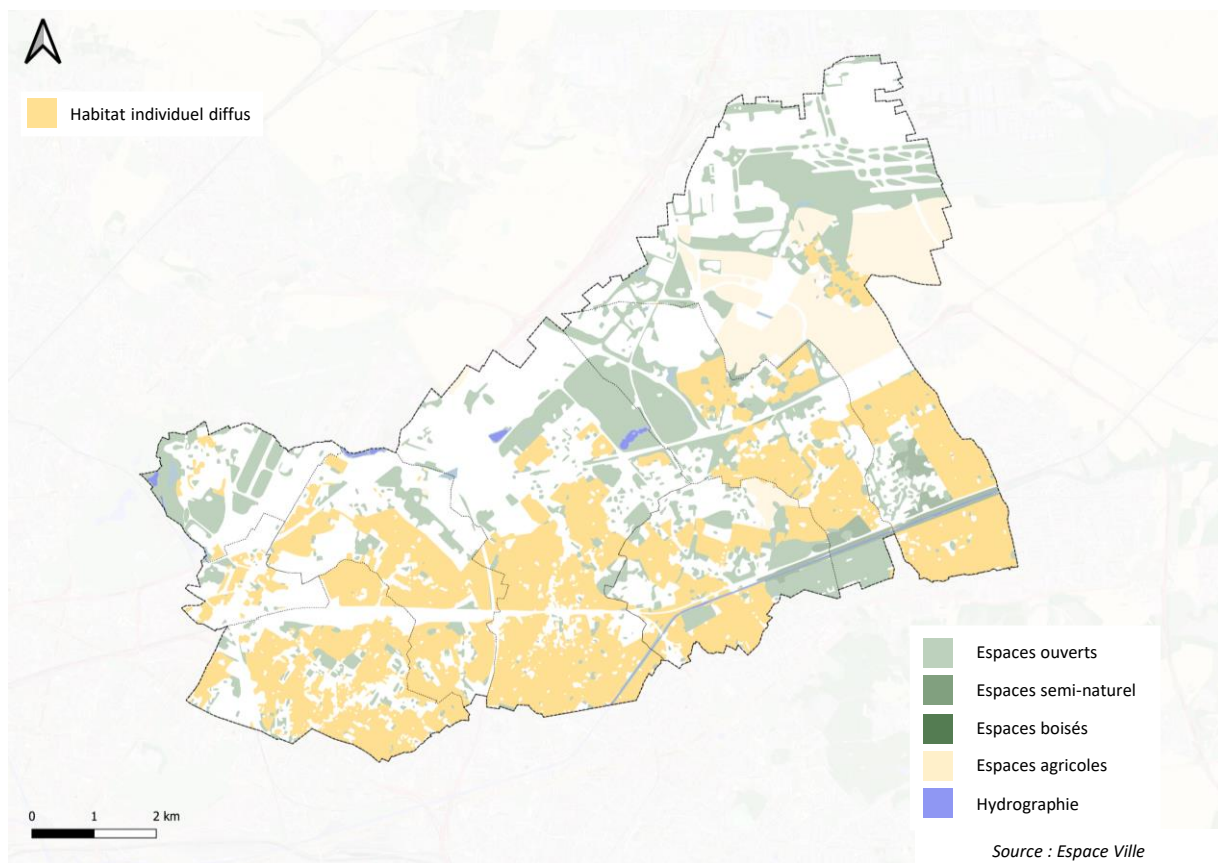 Habitat individuel diffus
Espaces ouverts
Espaces semi-naturel
Espaces boisés
Espaces agricoles
Hydrographie
0 1 2 km
Source : Espace Ville